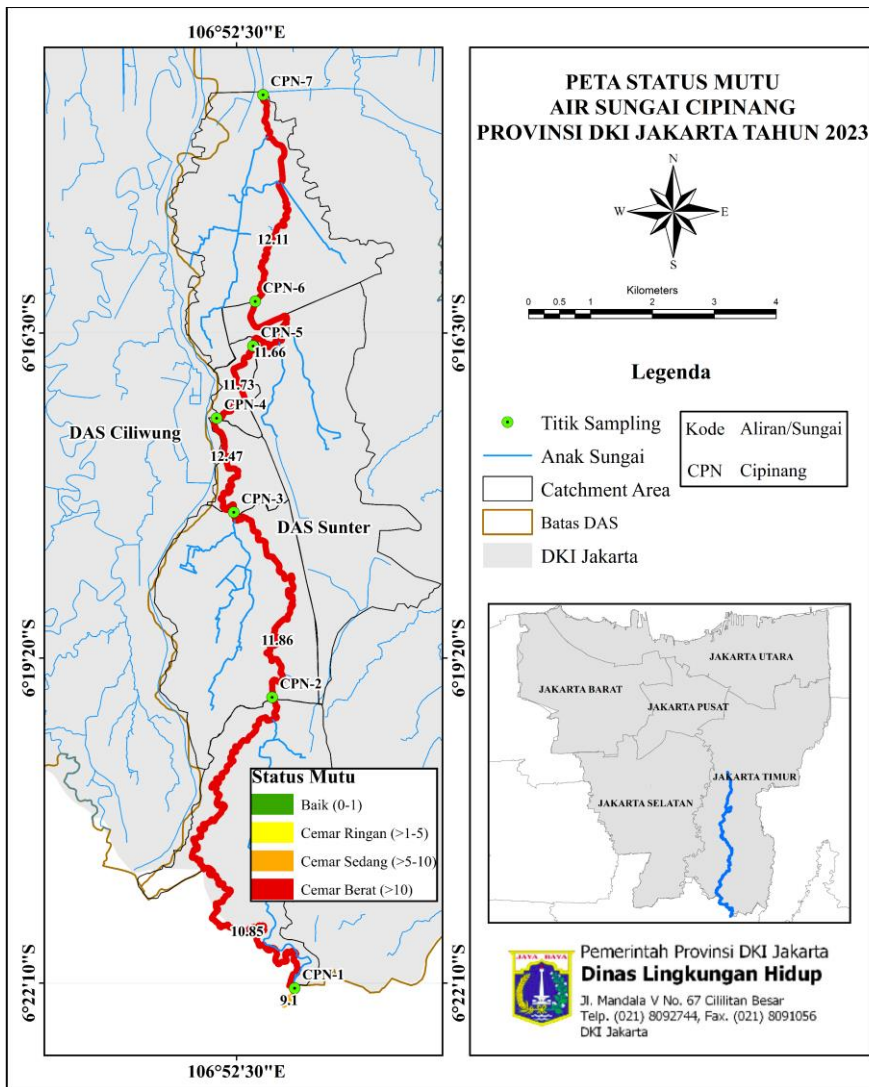 106°52'30"E
CPN-7
12.11
CPN-6
CPN-5
11.66
11.73
CPN-4
DAS Ciliwung
12.47
CPN-3
DAS Sunter
11.86
CPN-2
Status Mutu
Baik (0-1)
Cemar Ringan (>1-5)
Cemar Sedang (>5-10)
Cemar Berat (>10)
10.85
CPN-1
9.1
6°16'30"S
6°19'20"S
6°22'10"S
6°16'30"S
6°19'20"S
6°22'10"S
106°52'30"E
PETA STATUS MUTU
AIR SUNGAI CIPINANG
PROVINSI DKI JAKARTA TAHUN 2023
N
W E
S
Kilometers
0 0.5 1 2 3 4
Legenda
Titik Sampling
Anak Sungai
Catchment Area
Batas DAS
DKI Jakarta
Kode Aliran/Sungai
CPN Cipinang
JAKARTA UTARA
JAKARTA BARAT
JAKARTA PUSAT
JAKARTA TIMUR
JAKARTA SELATAN
JAYA RAYA
Pemerintah Provinsi DKI Jakarta
Dinas Lingkungan Hidup
Jl. Mandala V No. 67 Cililitan Besar
Telp. (021) 8092744, Fax. (021) 8091056
DKI Jakarta